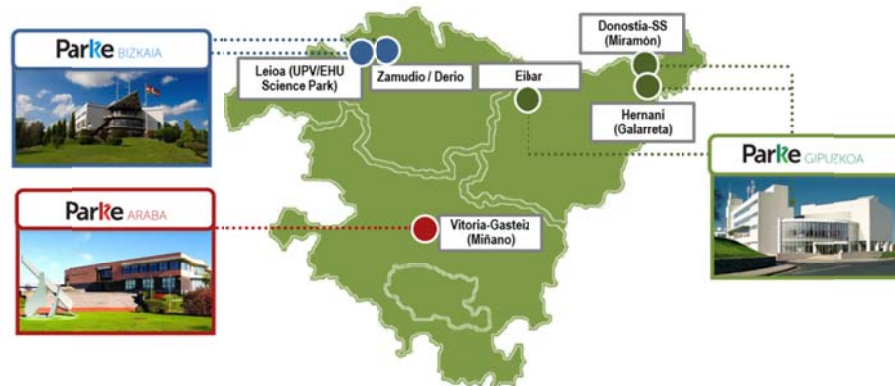 Parke BIZKAIA
Leioa (UPV/EHU
Science Park)
Zamudio / Derio
Eibar
Donostia-SS
(Miramón)
Hernani
(Galarreta)
Parke GIPUZKOA
Parke ARABA
Vitoria-Gasteiz
(Miñano)